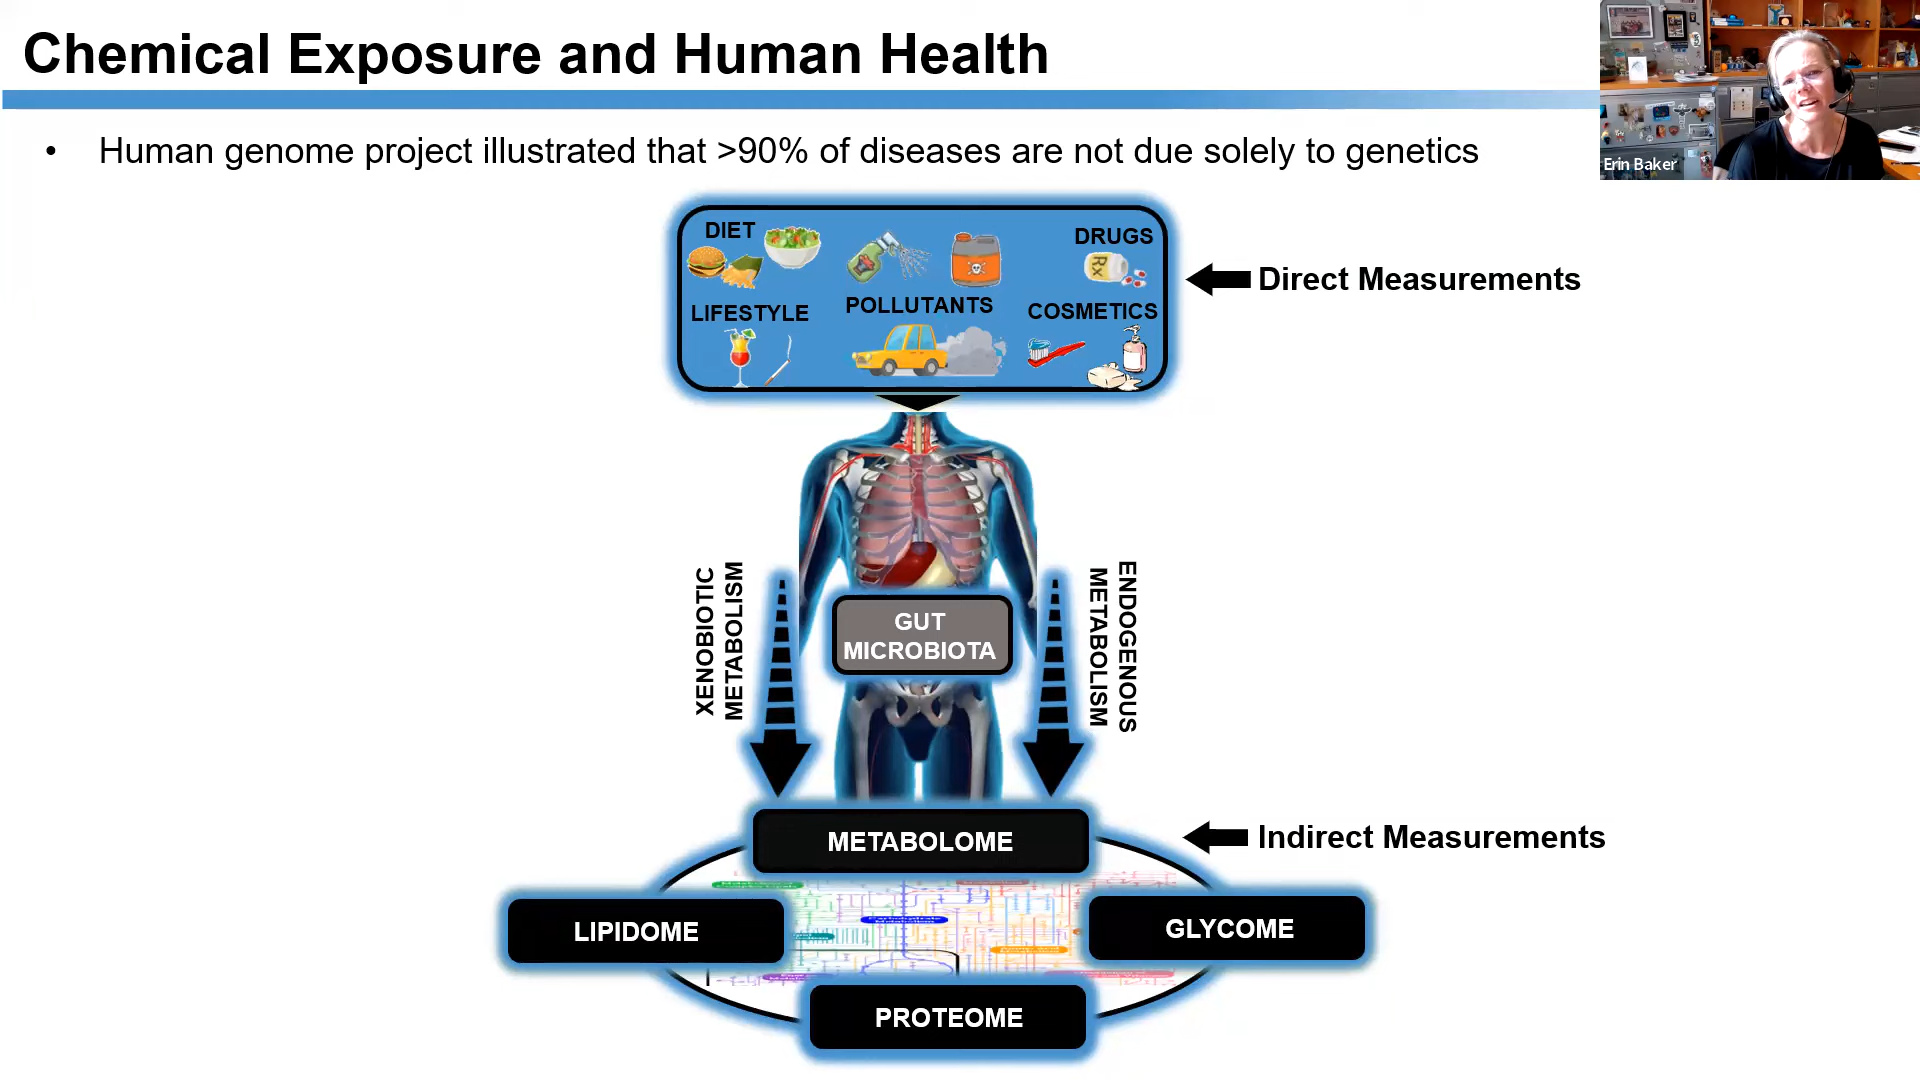 Chemical Exposure and Human Health
Erin Baker
• Human genome project illustrated that >90% of diseases are not due solely to genetics
DIET
DRUGS
Rx
LIFESTYLE
POLLUTANTS
COSMETICS
Direct Measurements
XENOBIOTIC
METABOLISM
GUT
MICROBIOTA
ENDOGENOUS
METABOLISM
METABOLOME
Indirect Measurements
Carbohydrate
Metabolism
LIPIDOME
GLYCOME
PROTEOME